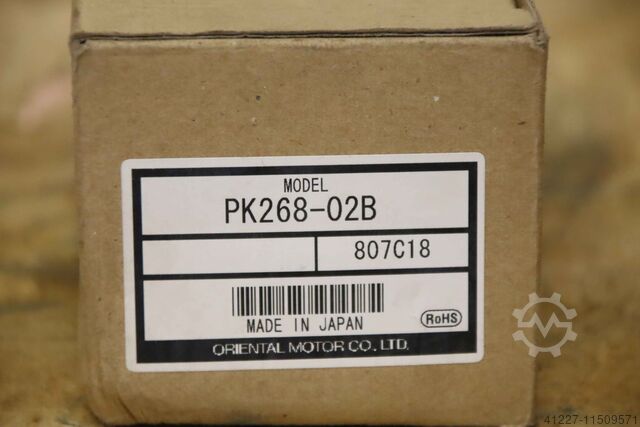 MODEL
PK268-02B
807C18
MADE IN JAPAN
RoHS
ORIENTAL MOTOR CO., LTD.
41227-11509571